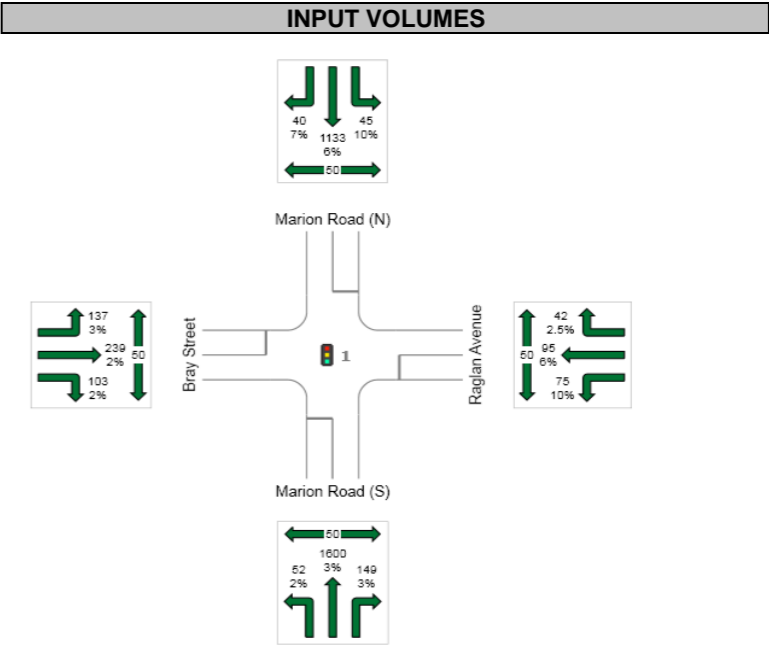 INPUT VOLUMES
40 45
7% 1133 10%
6%
50
Marion Road (N)
137
3%
239
2%
50
103
2%
Bray Street
1
Raglan Avenue
42
2.5%
50 95
6%
75
10%
Marion Road (S)
50
1600
52 3% 149
2% 3%